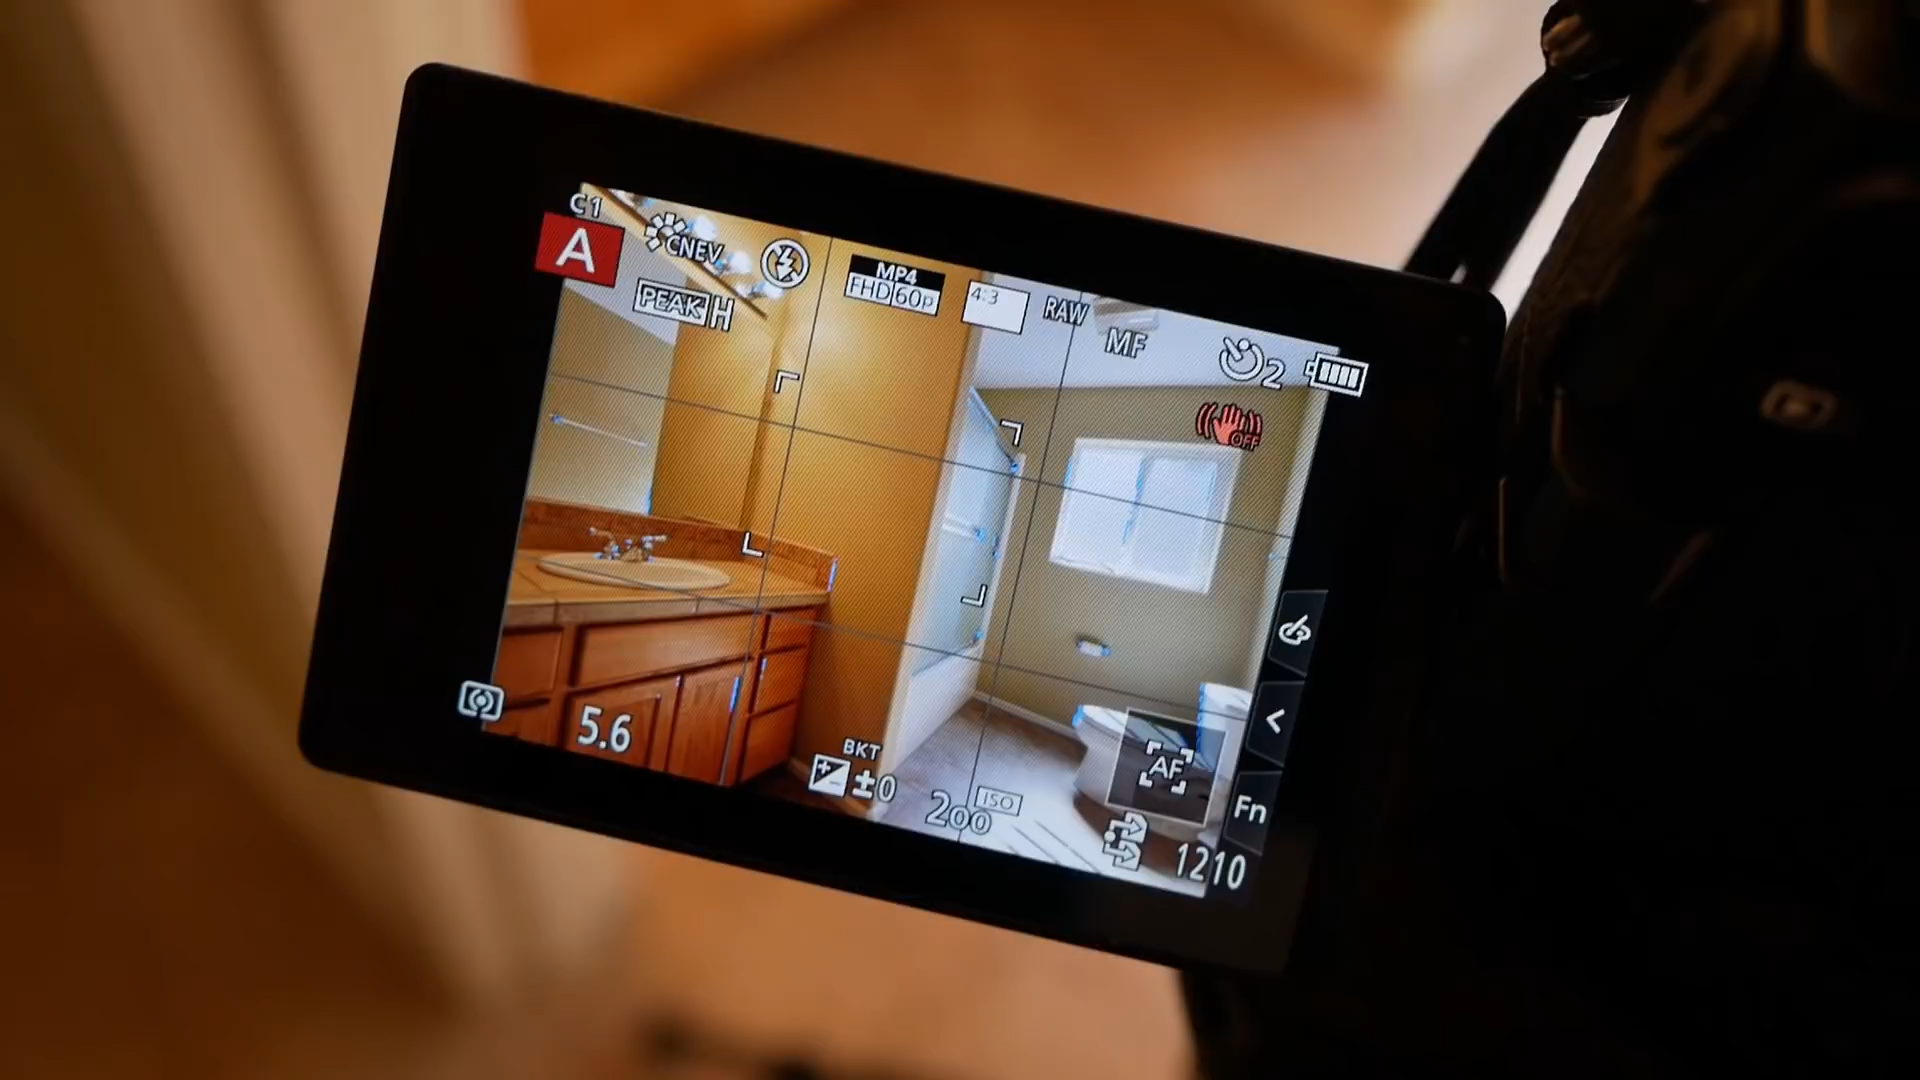 C1
A
CNEV
PEAK H
MP4
FHD 60p
4:3
RAW
MF
2
OFF
5.6
BKT
±0
200
ISO
AF
Fn
1210